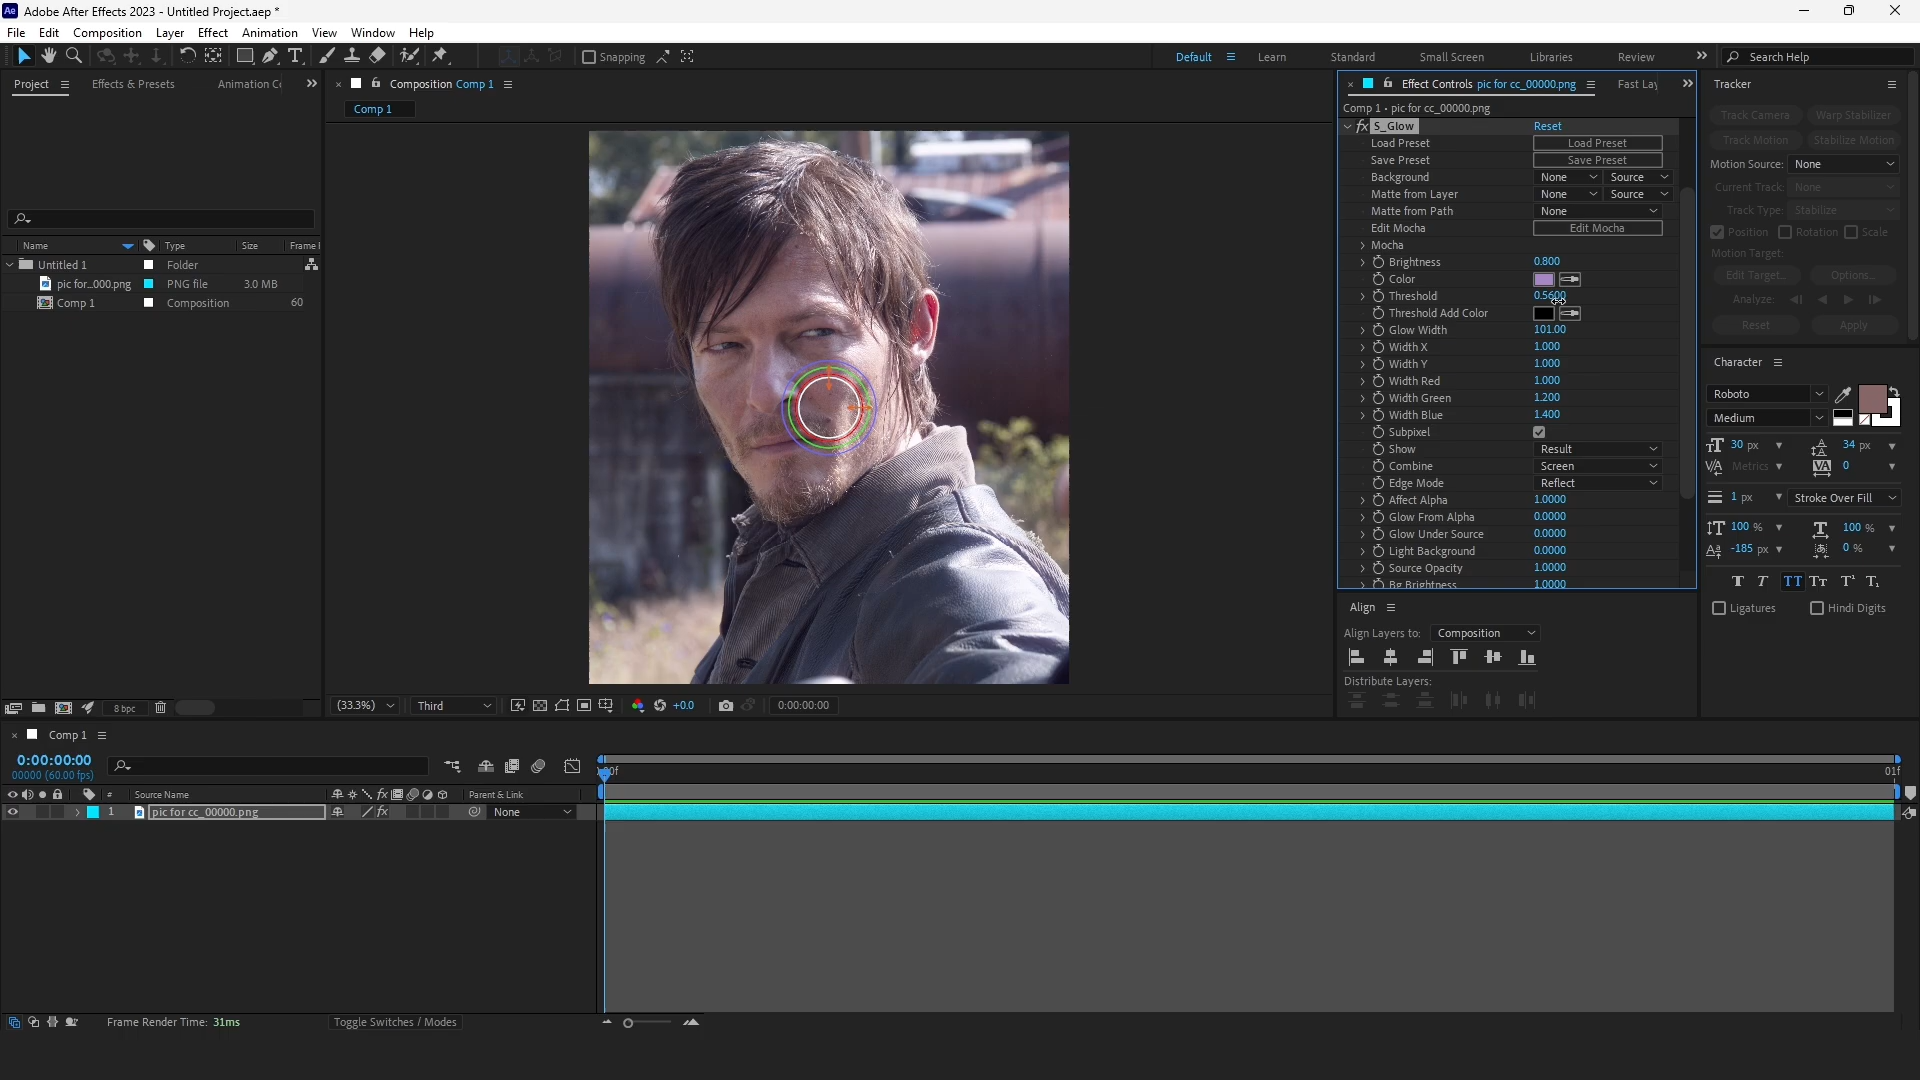 Adobe After Effects 2023 - Untitled Project.aep *
File Edit Composition Layer Effect Animation View Window Help
Snapping
Default Learn Standard Small Screen Libraries Review Search Help
Project Effects & Presets Animation Co
Composition Comp 1
Effect Controls pic for cc_00000.png Fast Lay
Tracker
Comp 1
Comp 1 • pic for cc_00000.png
fx S_Glow Reset
Load Preset Load Preset
Save Preset Save Preset
Background None Source
Matte from Layer None Source
Matte from Path None
Edit Mocha Edit Mocha
Mocha
Brightness 0.800
Color
Threshold 0.5600
Threshold Add Color
Glow Width 101.00
Width X 1.000
Width Y 1.000
Width Red 1.000
Width Green 1.200
Width Blue 1.400
Subpixel
Show Result
Combine Screen
Edge Mode Reflect
Affect Alpha 1.0000
Glow From Alpha 0.0000
Glow Under Source 0.0000
Light Background 0.0000
Source Opacity 1.0000
Bg Brightness 1.0000
Track Camera Warp Stabilizer
Track Motion Stabilize Motion
Motion Source: None
Current Track: None
Track Type: Stabilize
Position Rotation Scale
Motion Target:
Edit Target... Options...
Analyze:
Reset Apply
Character
Roboto
Medium
30 px 34 px
Metrics 0
1 px Stroke Over Fill
100 % 100 %
-185 px 0 %
Ligatures Hindi Digits
Align
Align Layers to: Composition
Distribute Layers:
Name Type Size Frame
Untitled 1 Folder
pic for...000.png PNG file 3.0 MB
Comp 1 Composition 60
8 bpc
(33.3%) Third +0.0 0:00:00:00
Comp 1
0:00:00:00
00000 (60.00 fps)
:00f 01f
# Source Name Parent & Link
1 pic for cc_00000.png None
Frame Render Time: 31ms Toggle Switches / Modes